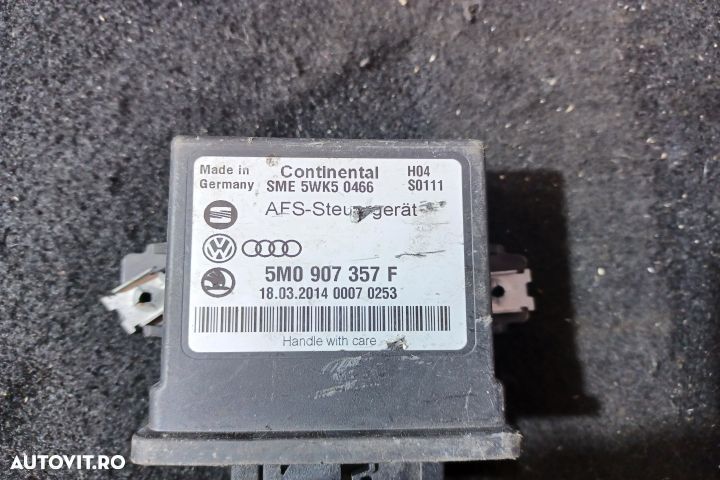 Made in Continental H04
Germany SME 5WK5 0466 S0111
AFS-Steuergerät
5M0 907 357 F
18.03.2014 0007 0253
Handle with care
AUTOVIT.RO